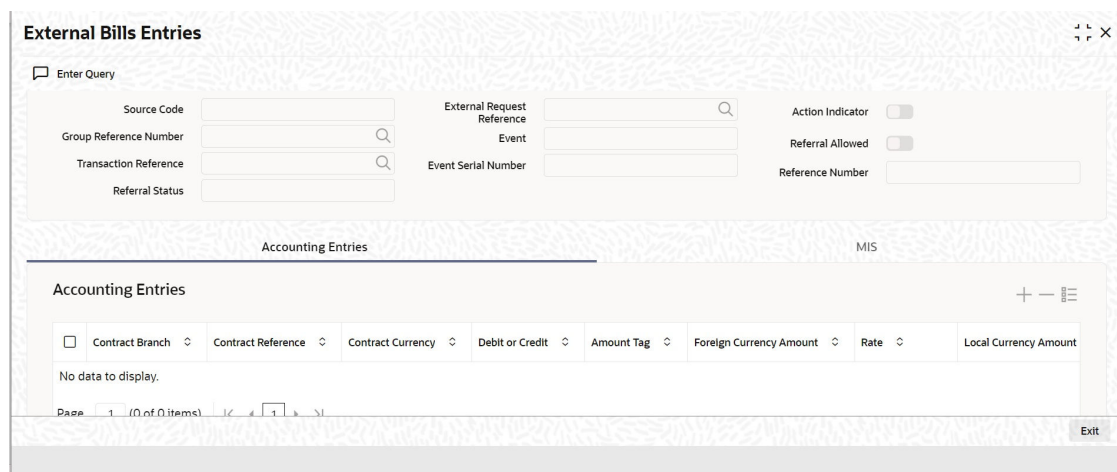 External Bills Entries
Enter Query
Source Code
Group Reference Number
Transaction Reference
Referral Status
External Request
Reference
Event
Event Serial Number
Action Indicator
Referral Allowed
Reference Number
Accounting Entries
MIS
Accounting Entries
Contract Branch Contract Reference Contract Currency Debit or Credit Amount Tag Foreign Currency Amount Rate Local Currency Amount
No data to display.
Page 1 (0 of 0 items) 1
Exit